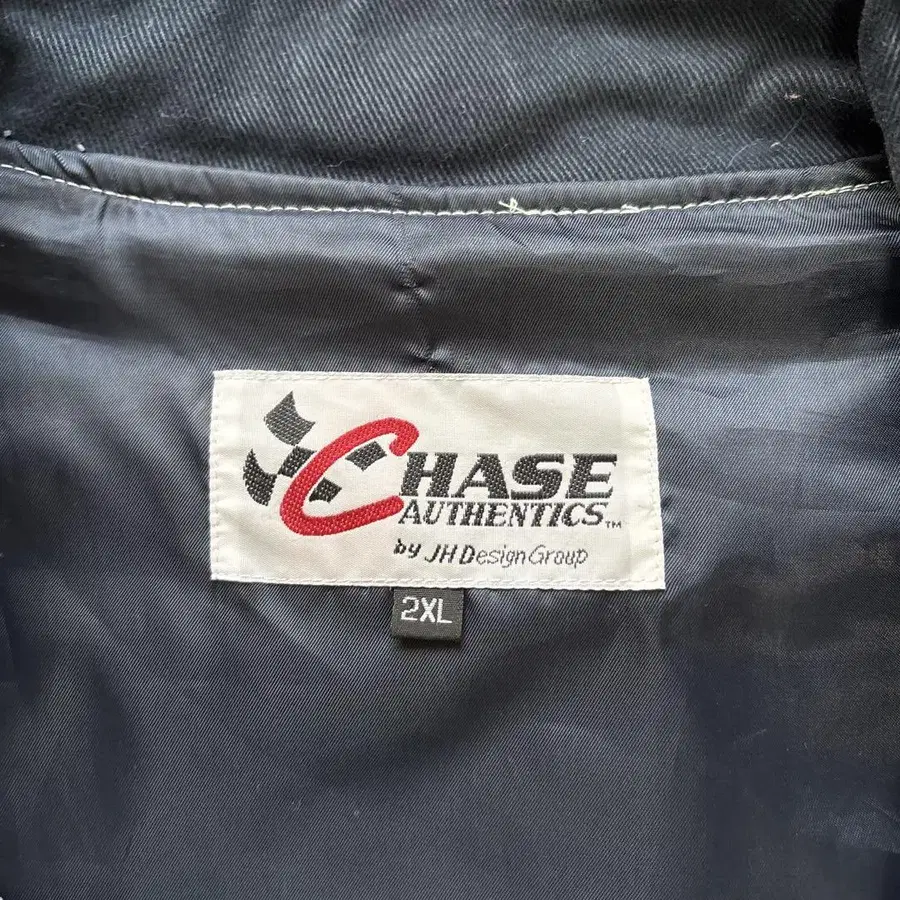 CHASE
AUTHENTICS™
by JH Design Group
2XL